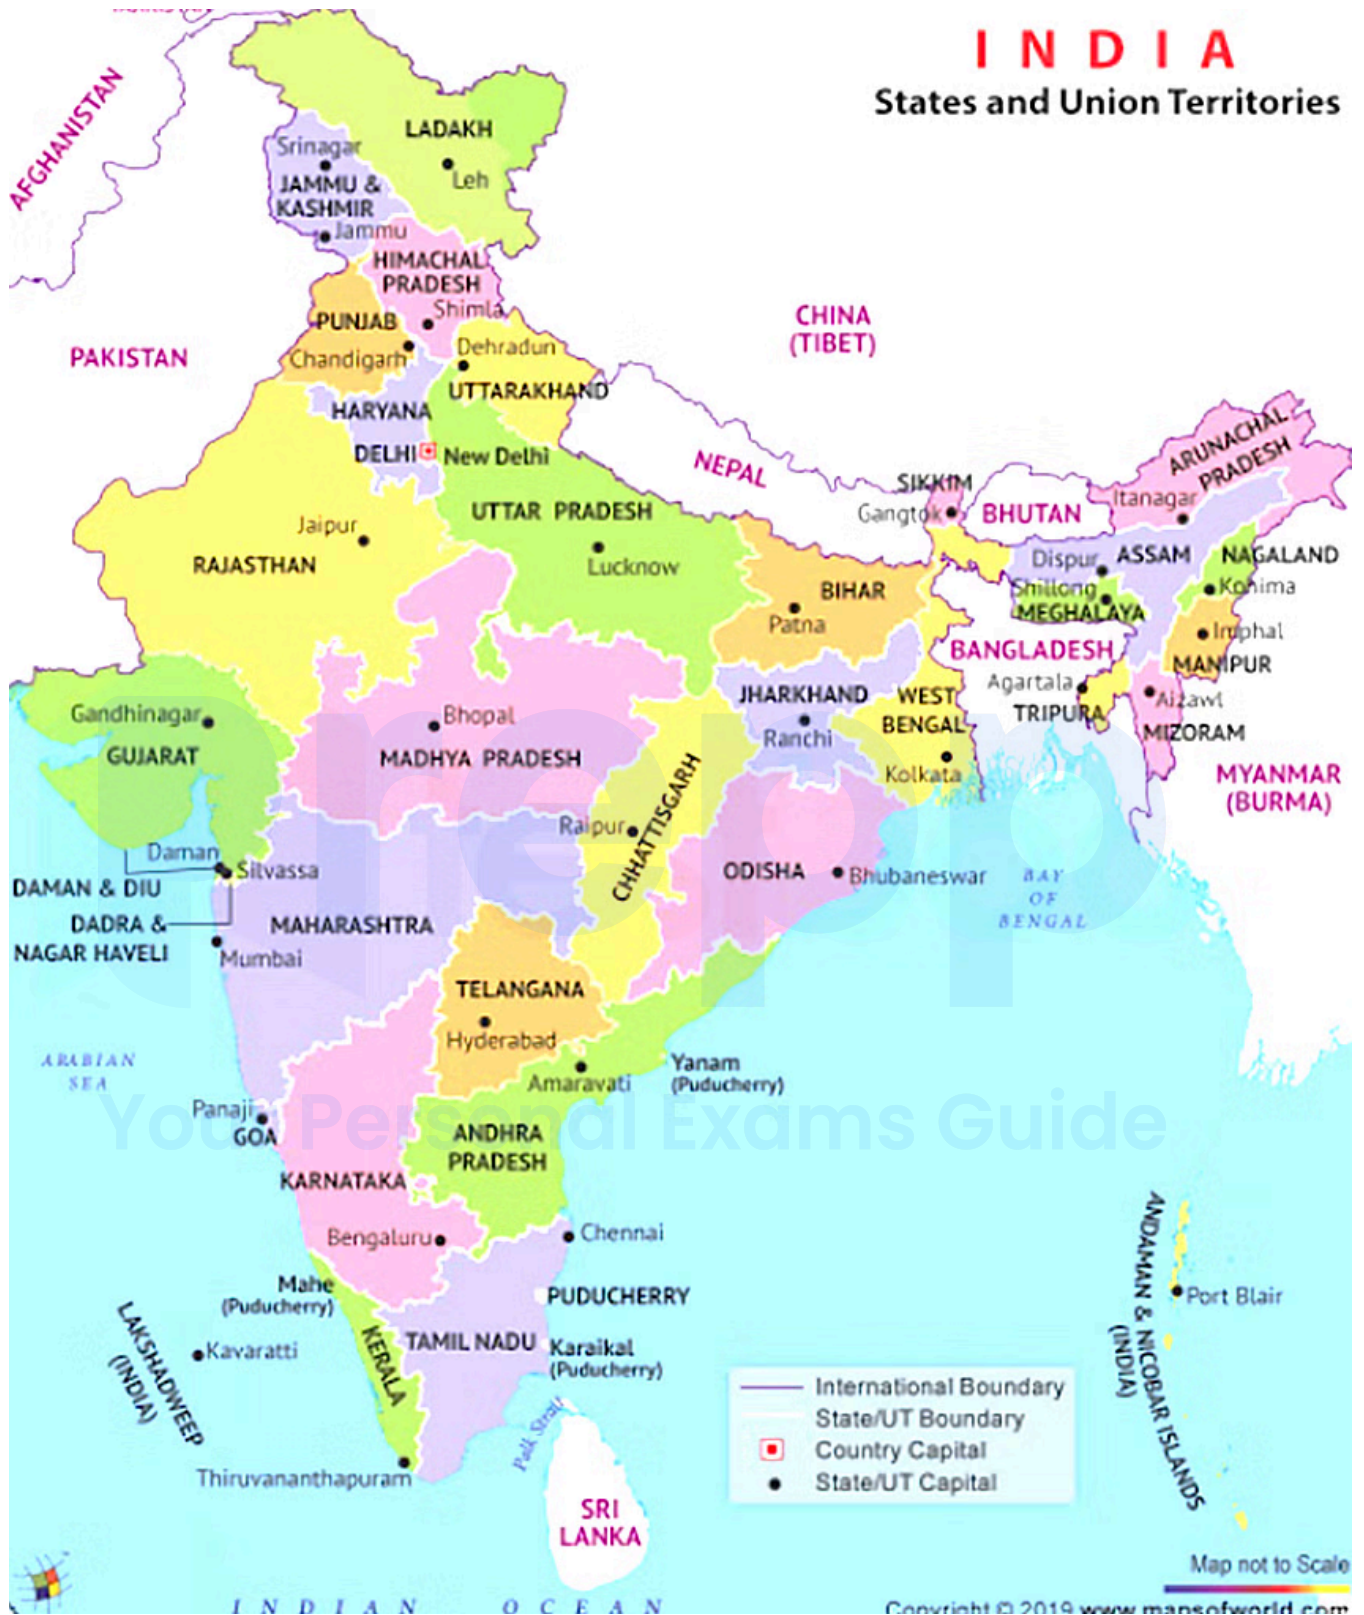 INDIA
States and Union Territories
AFGHANISTAN
LADAKH
Srinagar
Leh
JAMMU &
KASHMIR
Jammu
HIMACHAL
PRADESH
Shimla
PUNJAB
CHINA
(TIBET)
PAKISTAN
Chandigarh
Dehradun
UTTARAKHAND
HARYANA
DELHI
New Delhi
NEPAL
SIKKIM
Gangtok
BHUTAN
ARUNACHAL
PRADESH
Itanagar
UTTAR PRADESH
Jaipur
RAJASTHAN
Lucknow
Dispur
ASSAM
NAGALAND
Shillong
Kohima
MEGHALAYA
BIHAR
Patna
Imphal
BANGLADESH
MANIPUR
Agartala
Aizawl
TRIPURA
MIZORAM
JHARKHAND
WEST
BENGAL
Ranchi
Kolkata
Gandhinagar
GUJARAT
Bhopal
MADHYA PRADESH
MYANMAR
(BURMA)
prepp
CHHATTISGARH
Raipur
Daman
Silvassa
DAMAN & DIU
DADRA &
NAGAR HAVELI
ODISHA
Bhubaneswar
BAY
OF
BENGAL
MAHARASHTRA
Mumbai
TELANGANA
Hyderabad
ARABIAN
SEA
Amaravati
Yanam
(Puducherry)
Your Personal Exams Guide
Panaji
GOA
ANDHRA
PRADESH
KARNATAKA
Bengaluru
Chennai
Mahe
(Puducherry)
PUDUCHERRY
KERALA
TAMIL NADU
Karaikal
(Puducherry)
LAKSHADWEEP
(INDIA)
Kavaratti
ANDAMAN & NICOBAR ISLANDS
(INDIA)
Port Blair
Palk Strait
Thiruvananthapuram
SRI
LANKA
International Boundary
State/UT Boundary
Country Capital
State/UT Capital
Map not to Scale
INDIAN OCEAN
Copyright © 2019 www.mapsofworld.com